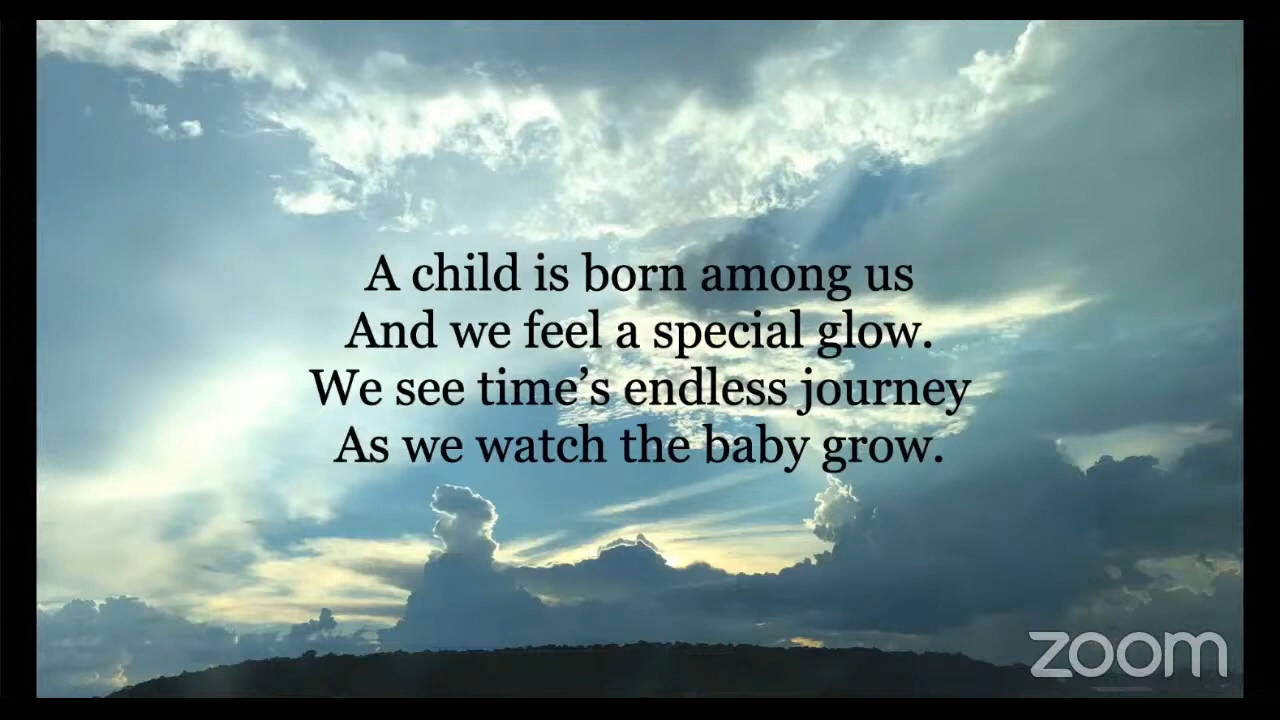 A child is born among us
And we feel a special glow.
We see time’s endless journey
As we watch the baby grow.
zoom